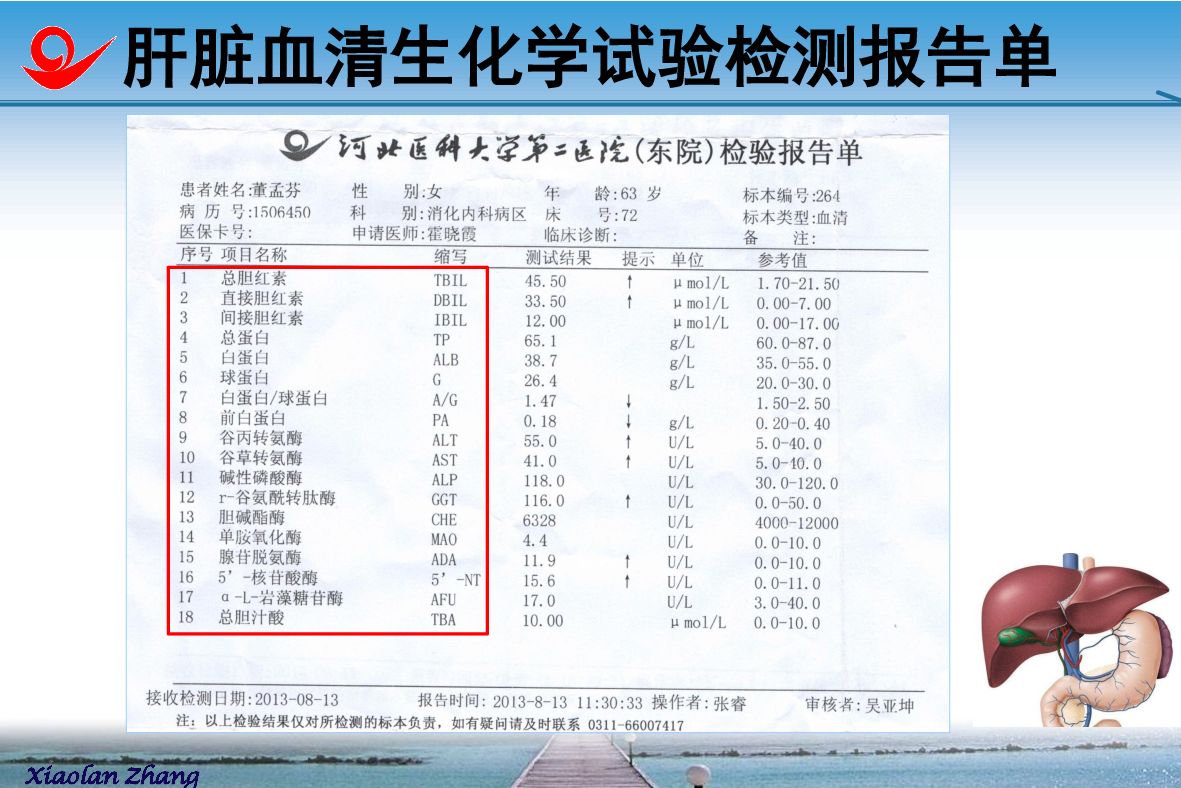 肝脏血清生化学试验检测报告单
河北医科大学第二医院(东院)检验报告单
患者姓名:董孟芬 性 别:女 年 龄:63 岁 标本编号:264
病 历 号:1506450 科 别:消化内科病区 床 号:72 标本类型:血清
医保卡号: 申请医师:霍晓霞 临床诊断: 备 注:
序号 项目名称 缩写 测试结果 提示 单位 参考值
1 总胆红素 TBIL 45.50 ↑ μmol/L 1.70-21.50
2 直接胆红素 DBIL 33.50 ↑ μmol/L 0.00-7.00
3 间接胆红素 IBIL 12.00 μmol/L 0.00-17.00
4 总蛋白 TP 65.1 g/L 60.0-87.0
5 白蛋白 ALB 38.7 g/L 35.0-55.0
6 球蛋白 G 26.4 g/L 20.0-30.0
7 白蛋白/球蛋白 A/G 1.47 ↓ 1.50-2.50
8 前白蛋白 PA 0.18 ↓ g/L 0.20-0.40
9 谷丙转氨酶 ALT 55.0 ↑ U/L 5.0-40.0
10 谷草转氨酶 AST 41.0 ↑ U/L 5.0-40.0
11 碱性磷酸酶 ALP 118.0 U/L 30.0-120.0
12 r-谷氨酰转肽酶 GGT 116.0 ↑ U/L 0.0-50.0
13 胆碱酯酶 CHE 6328 U/L 4000-12000
14 单胺氧化酶 MAO 4.4 U/L 0.0-10.0
15 腺苷脱氨酶 ADA 11.9 ↑ U/L 0.0-10.0
16 5'-核苷酸酶 5'-NT 15.6 ↑ U/L 0.0-11.0
17 α-L-岩藻糖苷酶 AFU 17.0 U/L 3.0-40.0
18 总胆汁酸 TBA 10.00 μmol/L 0.0-10.0
接收检测日期:2013-08-13 报告时间: 2013-8-13 11:30:33 操作者:张睿 审核者:吴亚坤
注: 以上检验结果仅对所检测的标本负责, 如有疑问请及时联系 0311-66007417
Xiaolan Zhang